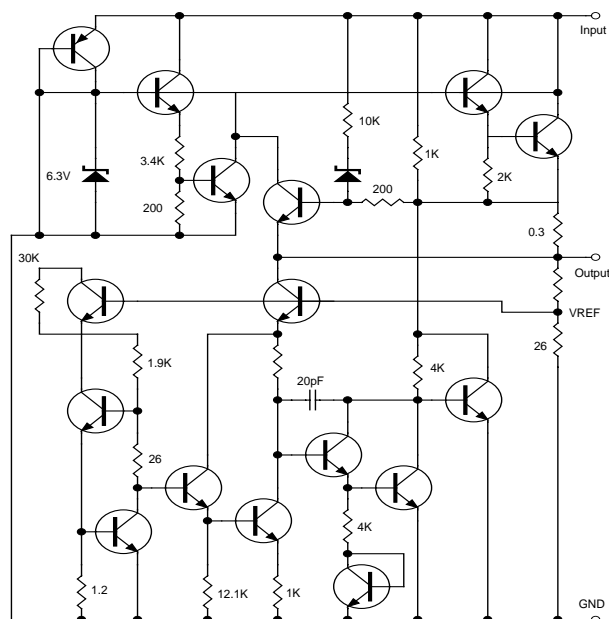 Input
10K
3.4K
1K
6.3V
2K
200
200
0.3
30K
Output
VREF
1.9K
26
20pF
4K
26
4K
1.2
12.1K
1K
GND